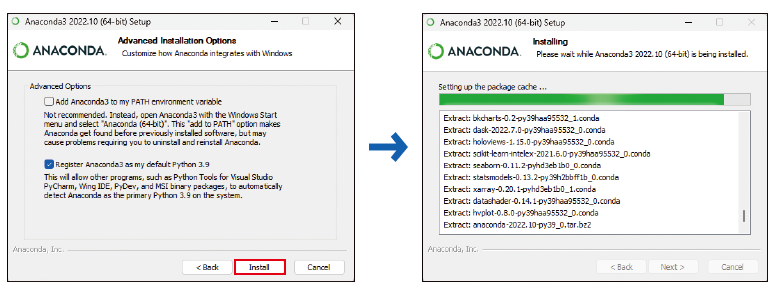 Anaconda3 2022.10 (64-bit) Setup
ANACONDA.
Advanced Installation Options
Customize how Anaconda integrates with Windows
Advanced Options
Add Anaconda3 to my PATH environment variable
Not recommended. Instead, open Anaconda3 with the Windows Start
menu and select "Anaconda (64-bit)". This "add to PATH" option makes
Anaconda get found before previously installed software, but may
cause problems requiring you to uninstall and reinstall Anaconda.
Register Anaconda3 as my default Python 3.9
This will allow other programs, such as Python Tools for Visual Studio
PyCharm, Wing IDE, PyDev, and MSI binary packages, to automatically
detect Anaconda as the primary Python 3.9 on the system.
Anaconda, Inc.
< Back
Install
Cancel
Anaconda3 2022.10 (64-bit) Setup
ANACONDA.
Installing
Please wait while Anaconda3 2022.10 (64-bit) is being installed.
Setting up the package cache ...
Extract: bkcharts-0.2-py39haa95532_1.conda
Extract: dask-2022.7.0-py39haa95532_0.conda
Extract: holoviews-1.15.0-py39haa95532_0.conda
Extract: scikit-learn-intelex-2021.6.0-py39haa95532_0.conda
Extract: seaborn-0.11.2-pyhd3eb1b0_0.conda
Extract: statsmodels-0.13.2-py39h2bbff1b_0.conda
Extract: xarray-0.20.1-pyhd3eb1b0_1.conda
Extract: datashader-0.14.1-py39haa95532_0.conda
Extract: hvplot-0.8.0-py39haa95532_0.conda
Extract: anaconda-2022.10-py39_0.tar.bz2
Anaconda, Inc.
< Back
Next >
Cancel